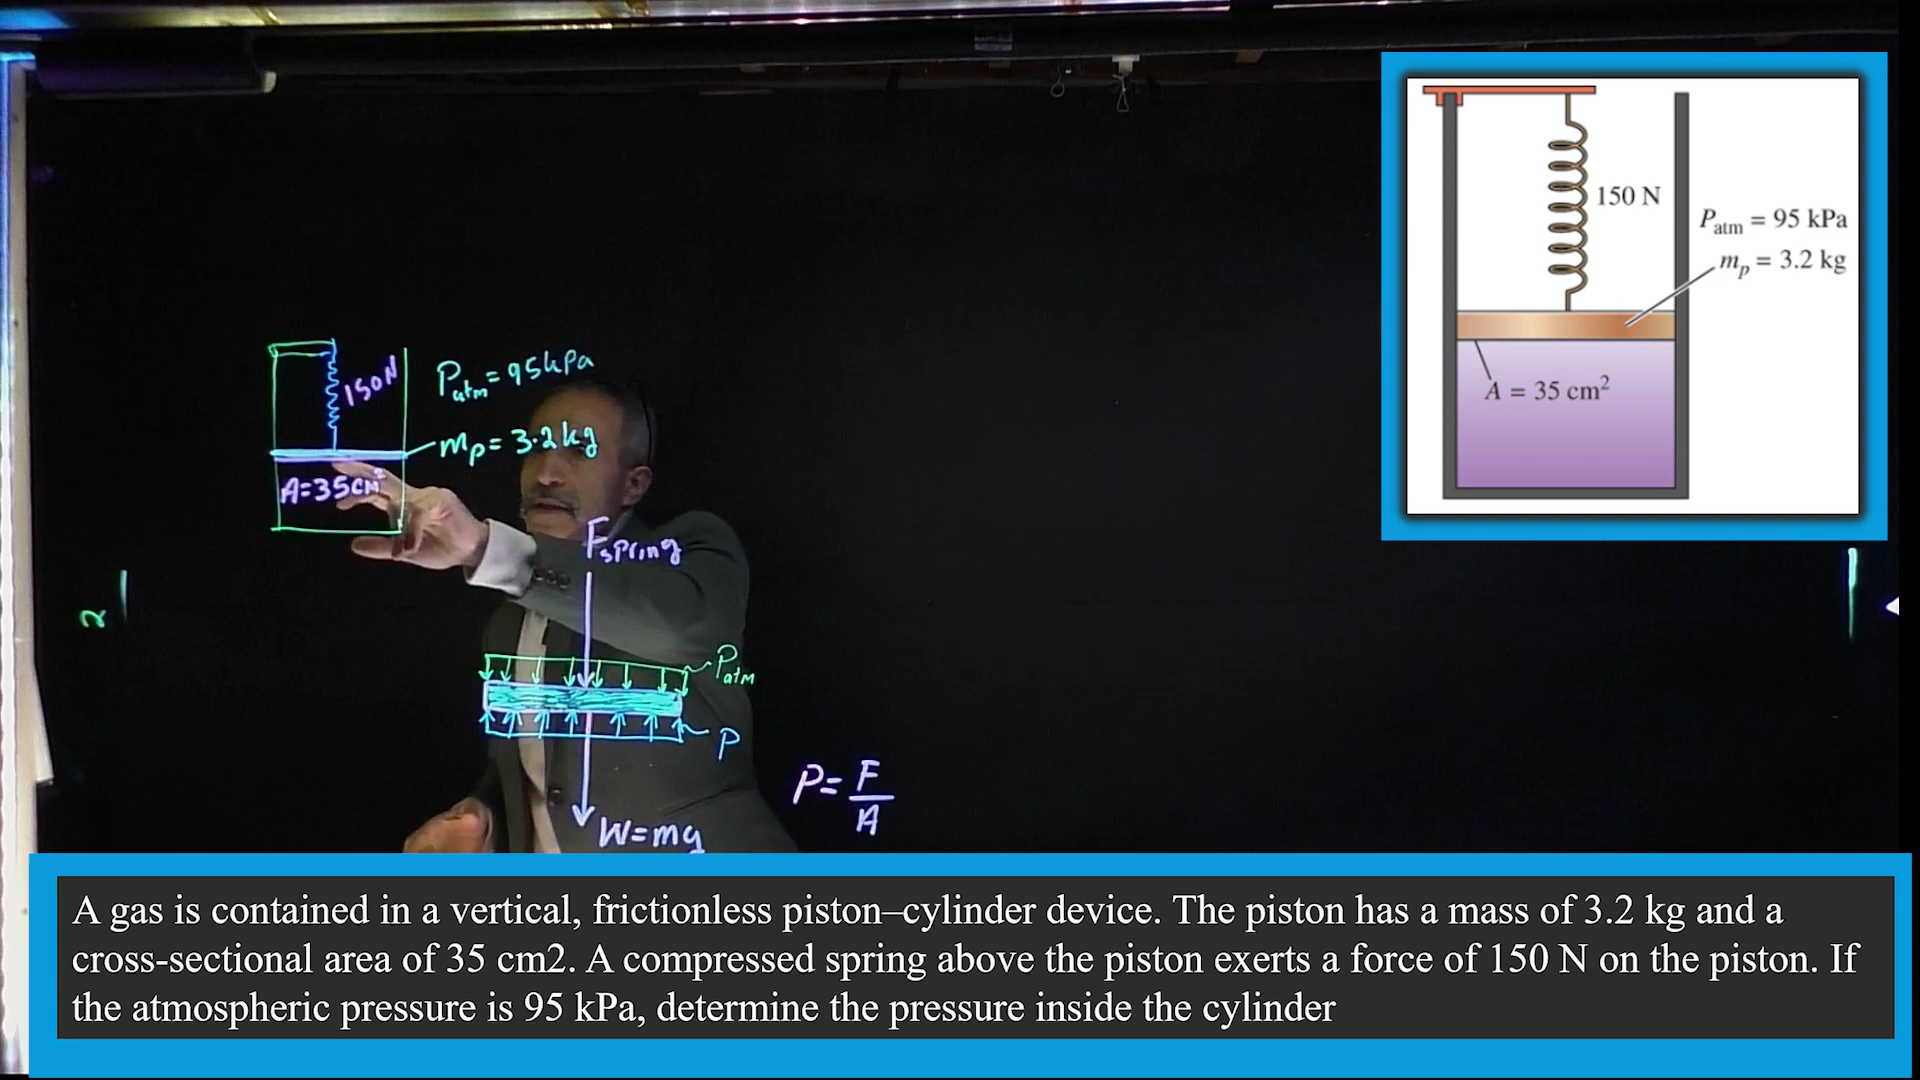 150 N
Patm = 95 kPa
mp = 3.2 kg
A = 35 cm²
150N
Patm = 95kPa
mp = 3.2kg
A=35cm²
Fspring
Patm
P
P= F/A
W=mg
A gas is contained in a vertical, frictionless piston–cylinder device. The piston has a mass of 3.2 kg and a
cross-sectional area of 35 cm2. A compressed spring above the piston exerts a force of 150 N on the piston. If
the atmospheric pressure is 95 kPa, determine the pressure inside the cylinder